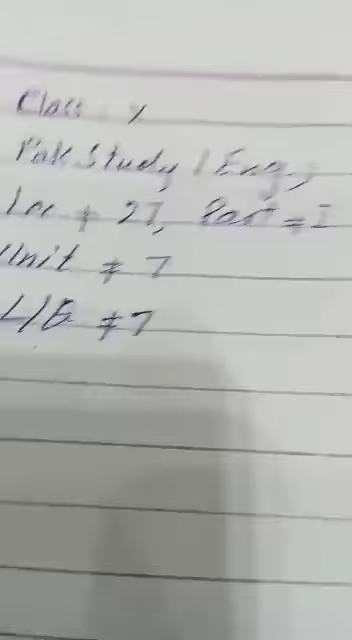 Class: X
Pak Study (Eng)
Lec # 27, Part = I
Unit # 7
L/Q # 7